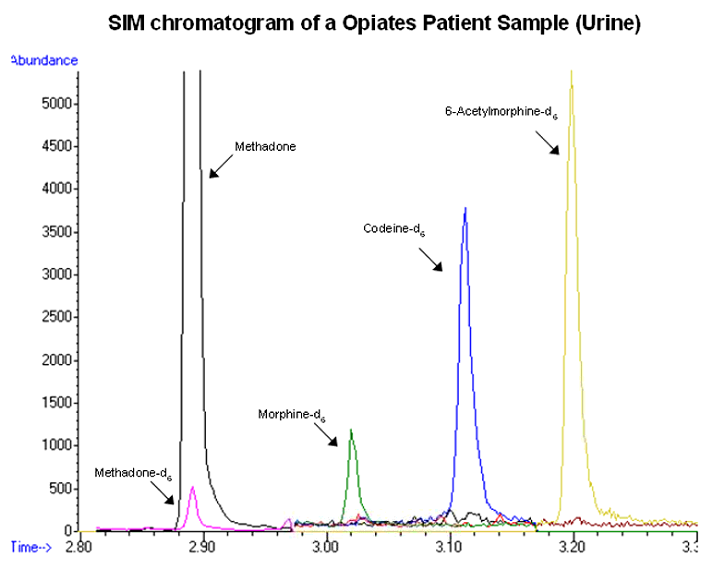 SIM chromatogram of a Opiates Patient Sample (Urine)
Abundance
5000
4500
4000
3500
3000
2500
2000
1500
1000
500
0
6-Acetylmorphine-d6
Methadone
Codeine-d6
Morphine-d6
Methadone-d6
Time-->
2.80
2.90
3.00
3.10
3.20
3.3